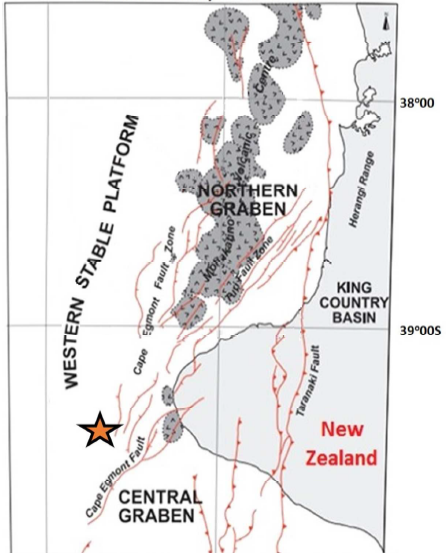 38°00
Centre
Volcanic
Mohakatino
NORTHERN
GRABEN
Herangi Range
WESTERN STABLE PLATFORM
Cape Egmont Fault Zone
Turi Fault Zone
KING
COUNTRY
BASIN
39°00S
Taranaki Fault
New
Zealand
Cape Egmont Fault
CENTRAL
GRABEN